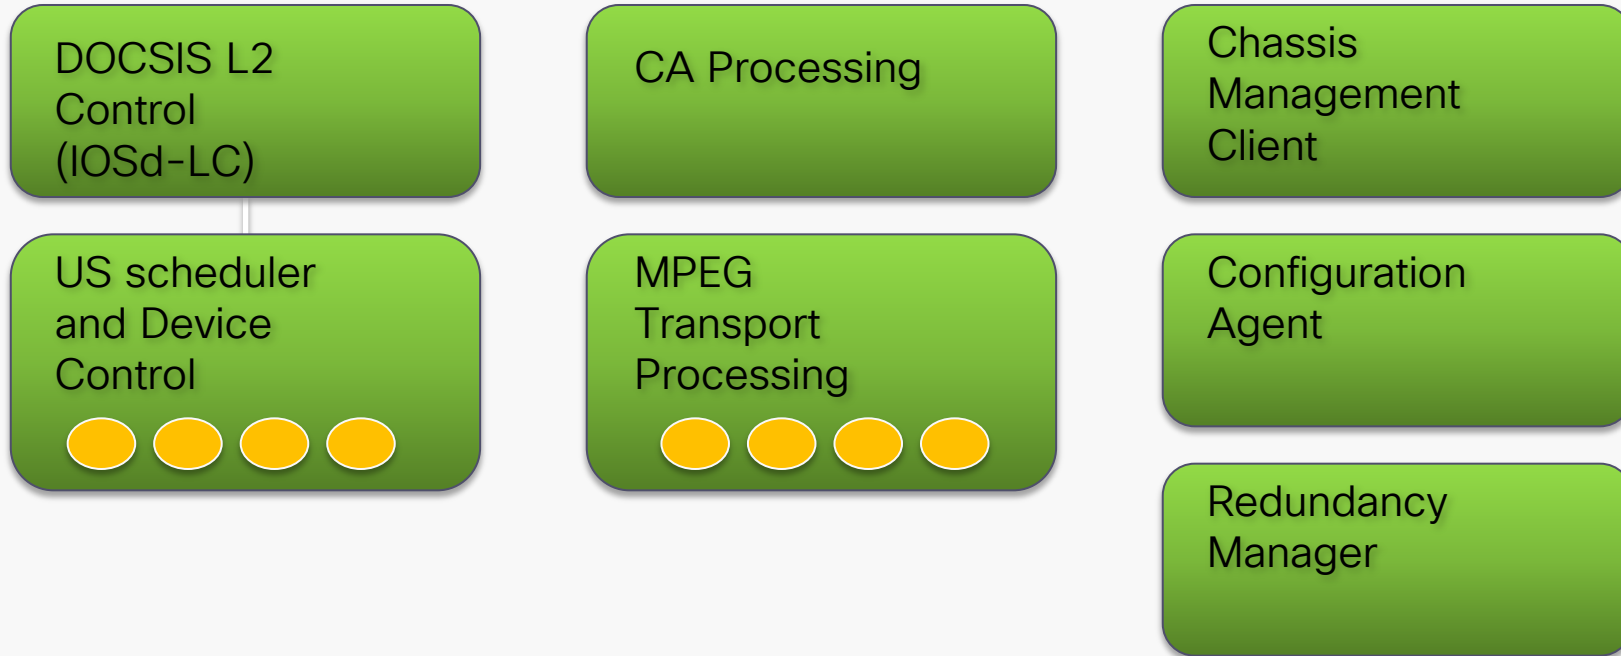 DOCSIS L2
Control
(IOSd-LC)
CA Processing
Chassis
Management
Client
US scheduler
and Device
Control
MPEG
Transport
Processing
Configuration
Agent
Redundancy
Manager